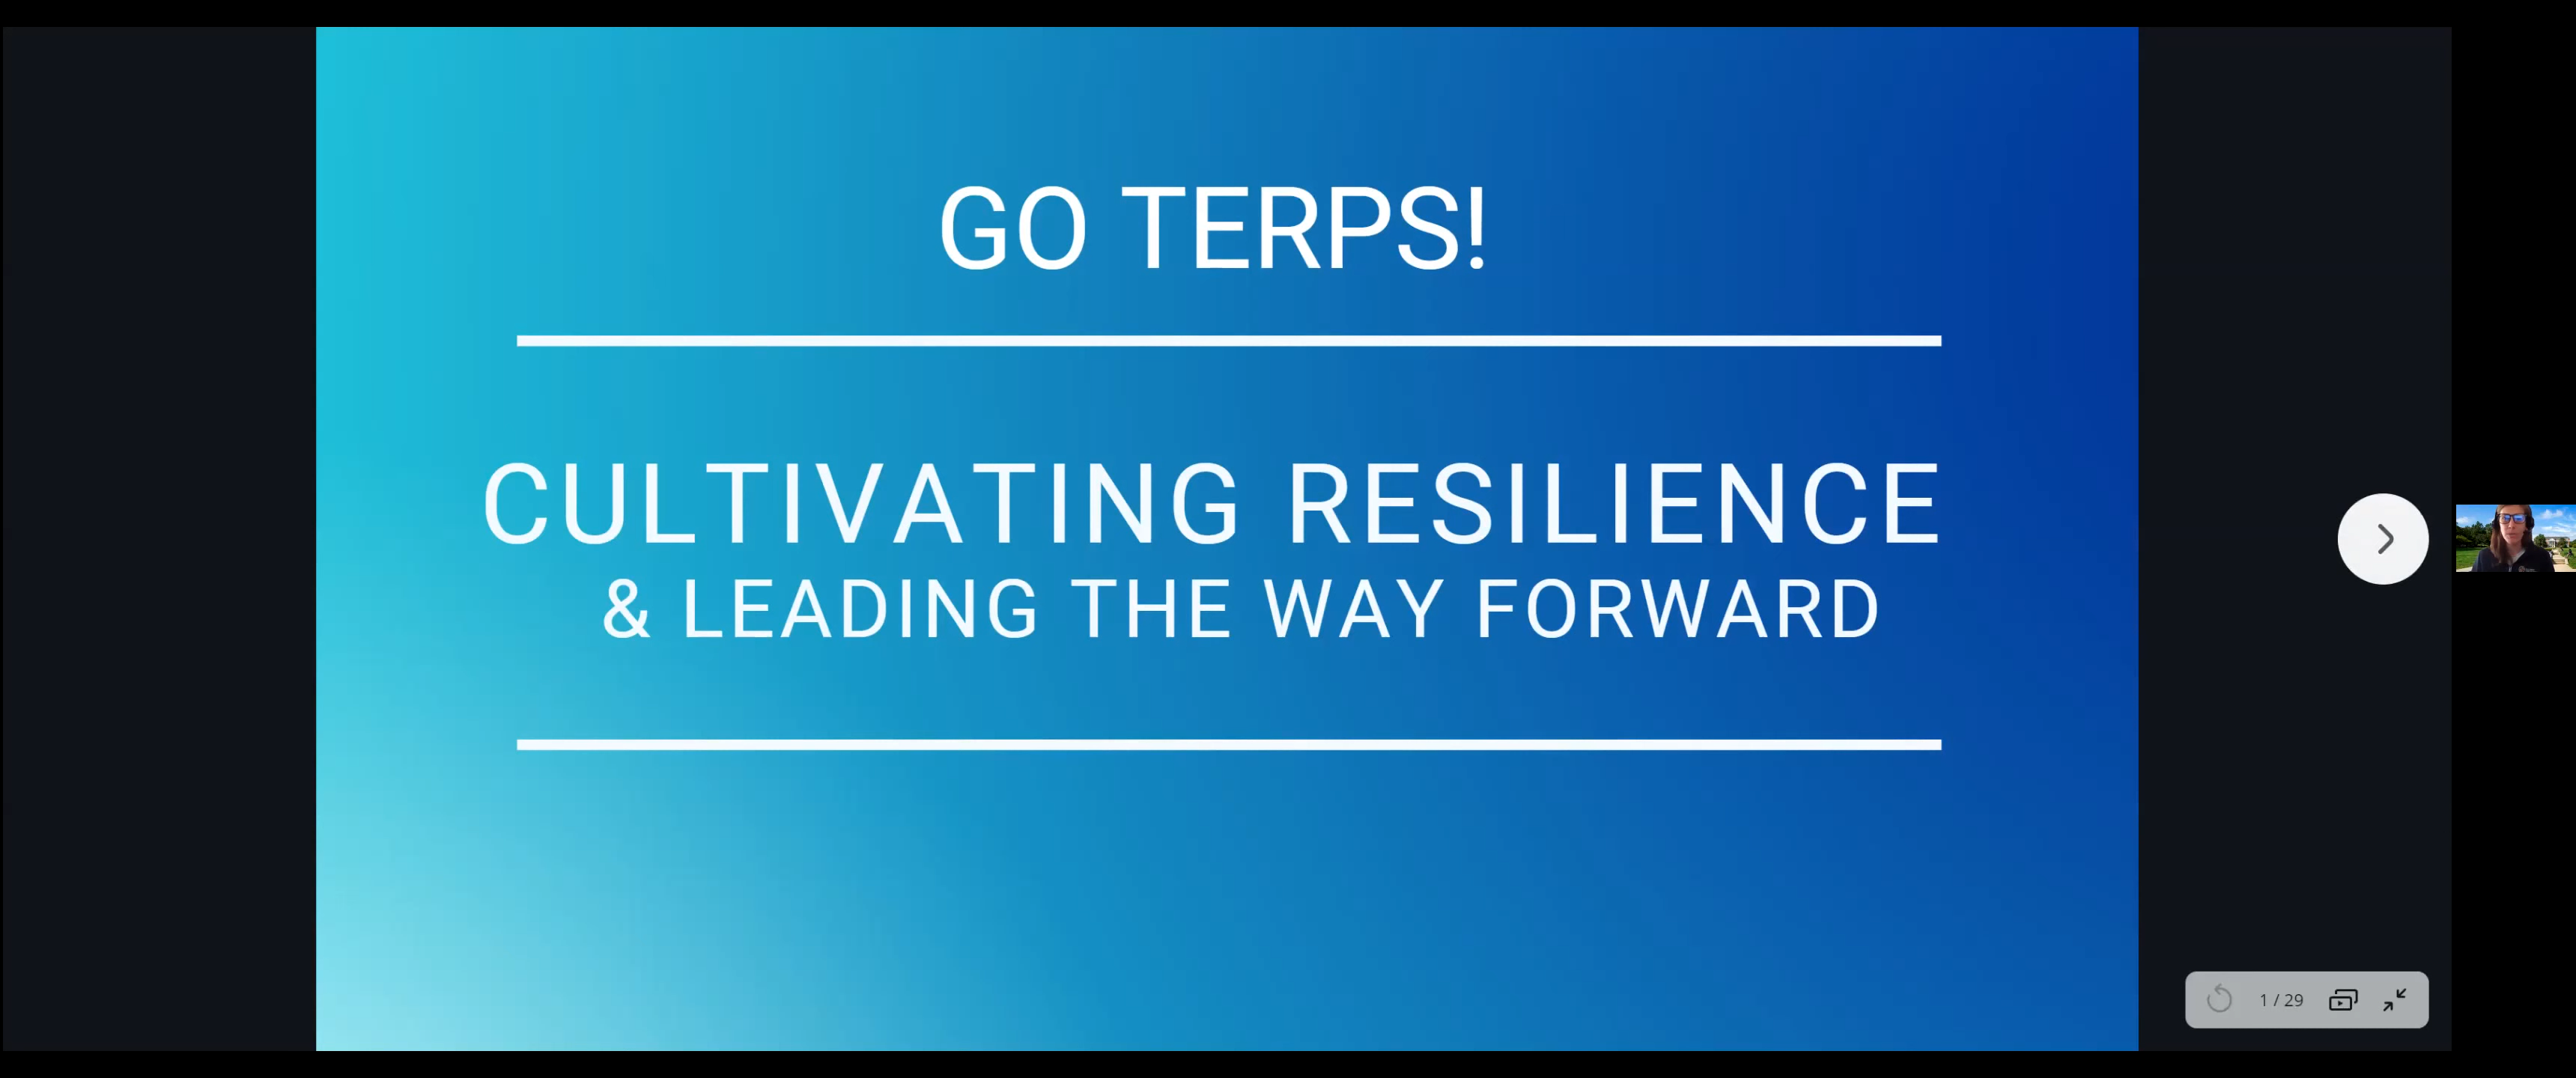 GO TERPS!
CULTIVATING RESILIENCE
& LEADING THE WAY FORWARD
1 / 29